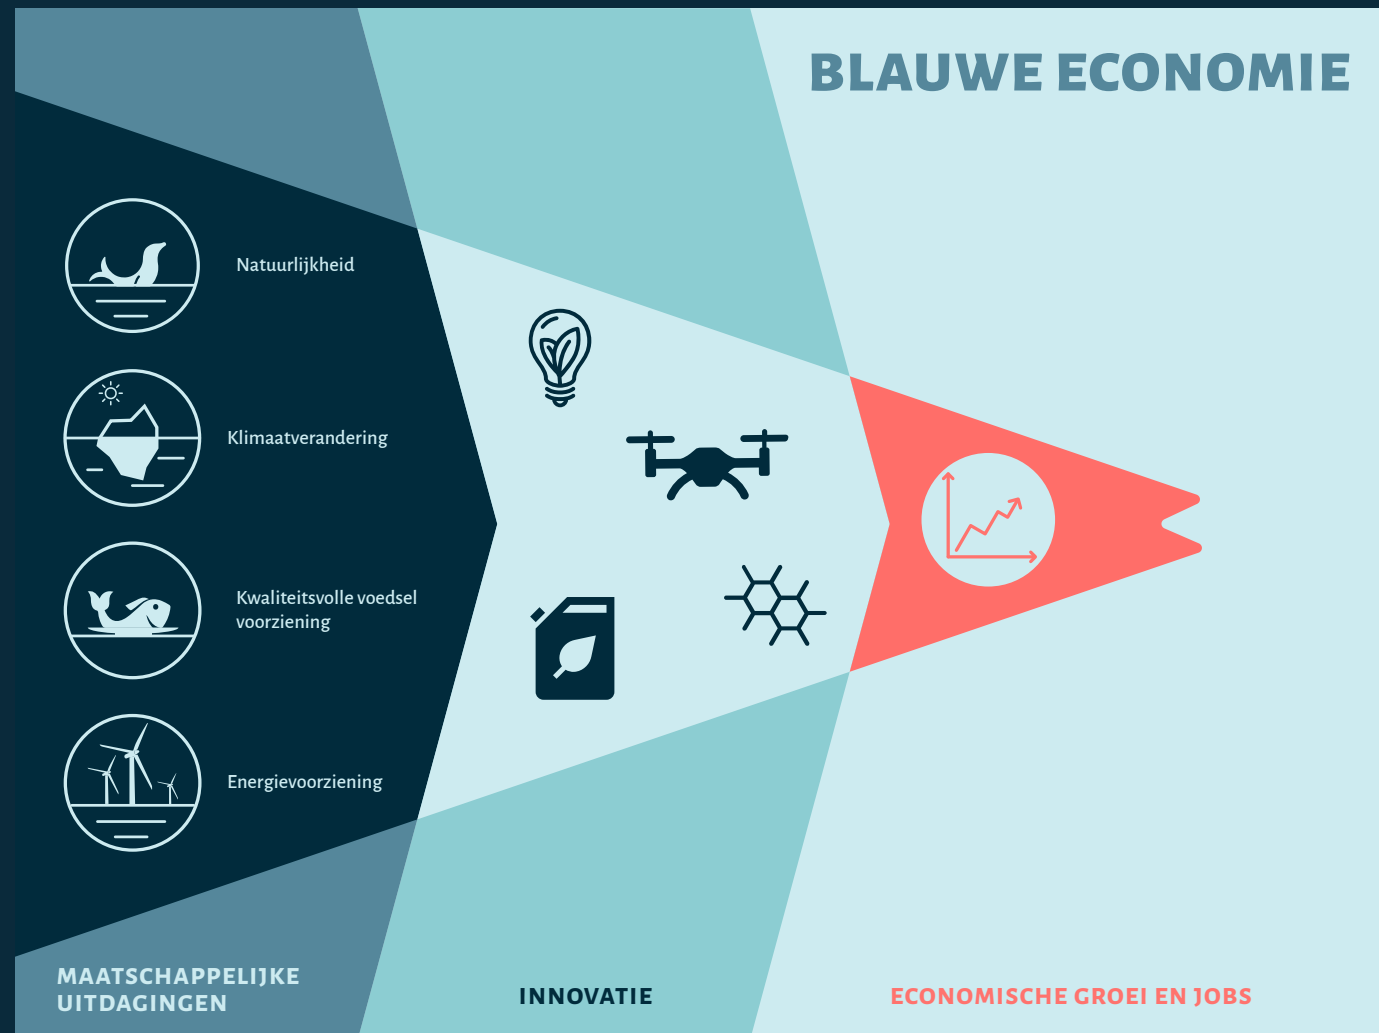 BLAUWE ECONOMIE
Natuurlijkheid
Klimaatverandering
Kwaliteitsvolle voedsel
voorziening
Energievoorziening
MAATSCHAPPELIJKE
UITDAGINGEN
INNOVATIE
ECONOMISCHE GROEI EN JOBS